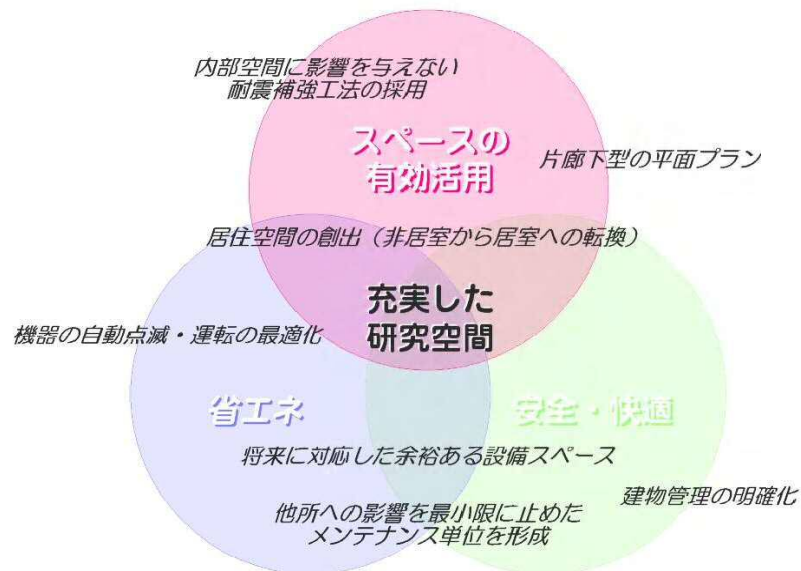 内部空間に影響を与えない
耐震補強工法の採用
スペースの
有効活用
片廊下型の平面プラン
居住空間の創出（非居室から居室への転換）
充実した
研究空間
機器の自動点滅・運転の最適化
省エネ
安全・快適
将来に対応した余裕ある設備スペース
建物管理の明確化
他所への影響を最小限に止めた
メンテナンス単位を形成